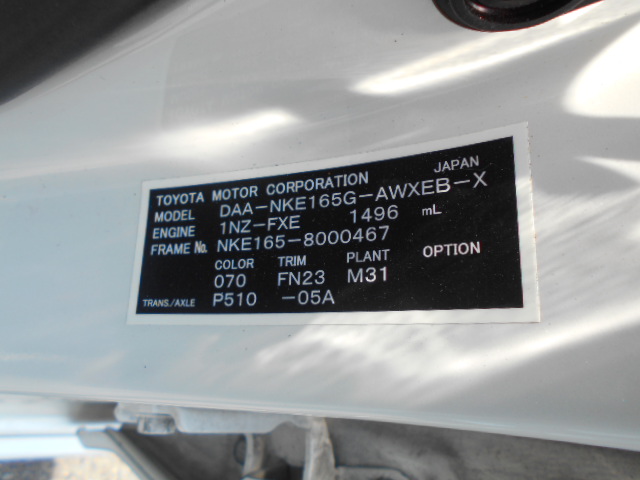 TOYOTA MOTOR CORPORATION JAPAN
MODEL DAA-NKE165G-AWXEB-X
ENGINE 1NZ-FXE 1496 mL
FRAME No. NKE165-8000467
COLOR TRIM PLANT OPTION
070 FN23 M31
TRANS./AXLE P510 -05A